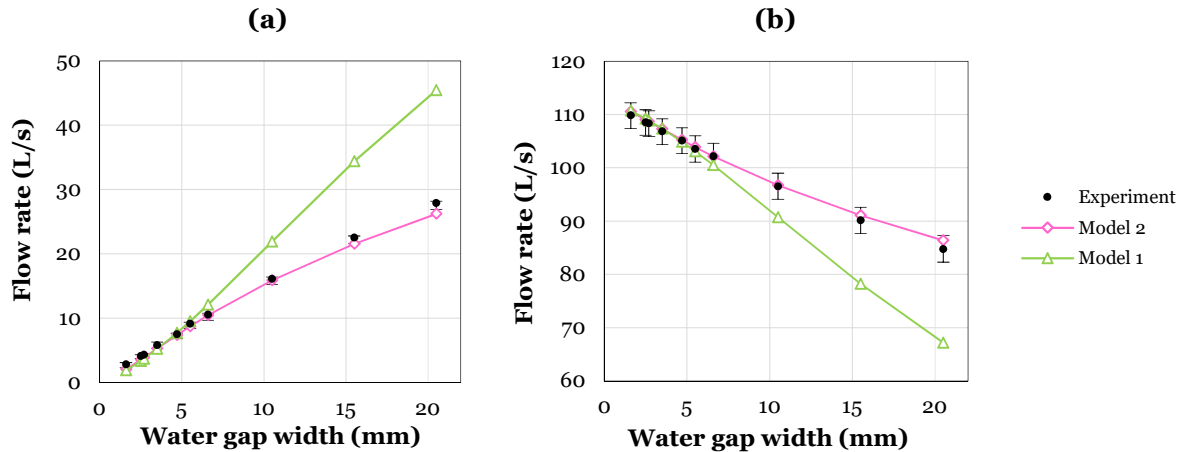 (a)
(b)
Flow rate (L/s)
50
40
30
20
10
0
0 5 10 15 20
Water gap width (mm)
Flow rate (L/s)
120
110
100
90
80
70
60
0 5 10 15 20
Water gap width (mm)
Experiment
Model 2
Model 1